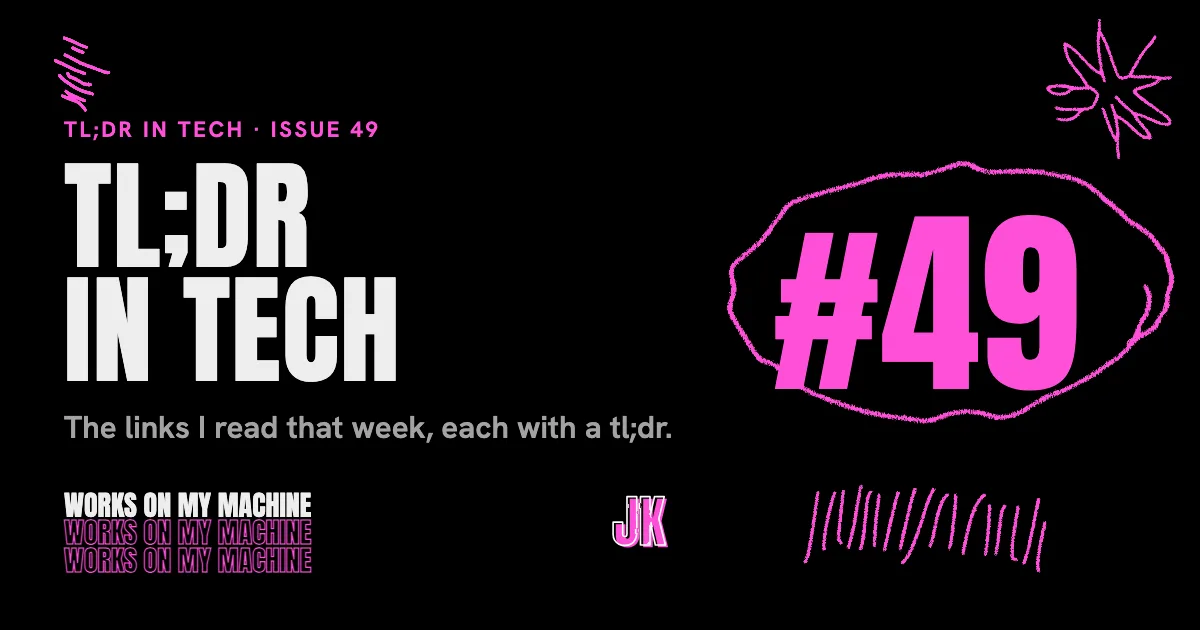 TL;DR IN TECH · ISSUE 49
TL;DR
IN TECH
#49
The links I read that week, each with a tl;dr.
WORKS ON MY MACHINE
WORKS ON MY MACHINE
WORKS ON MY MACHINE
JK